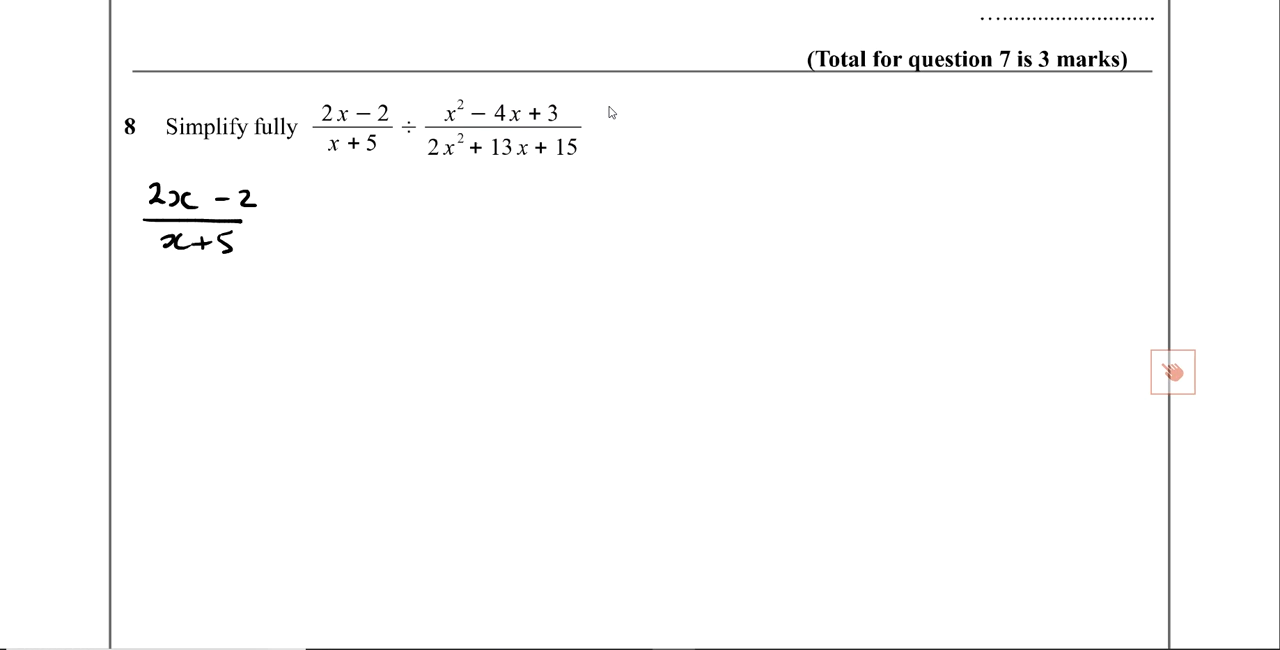 ................................
(Total for question 7 is 3 marks)
8 Simplify fully (2x − 2)/(x + 5) ÷ (x² − 4x + 3)/(2x² + 13x + 15)
2x − 2
x + 5